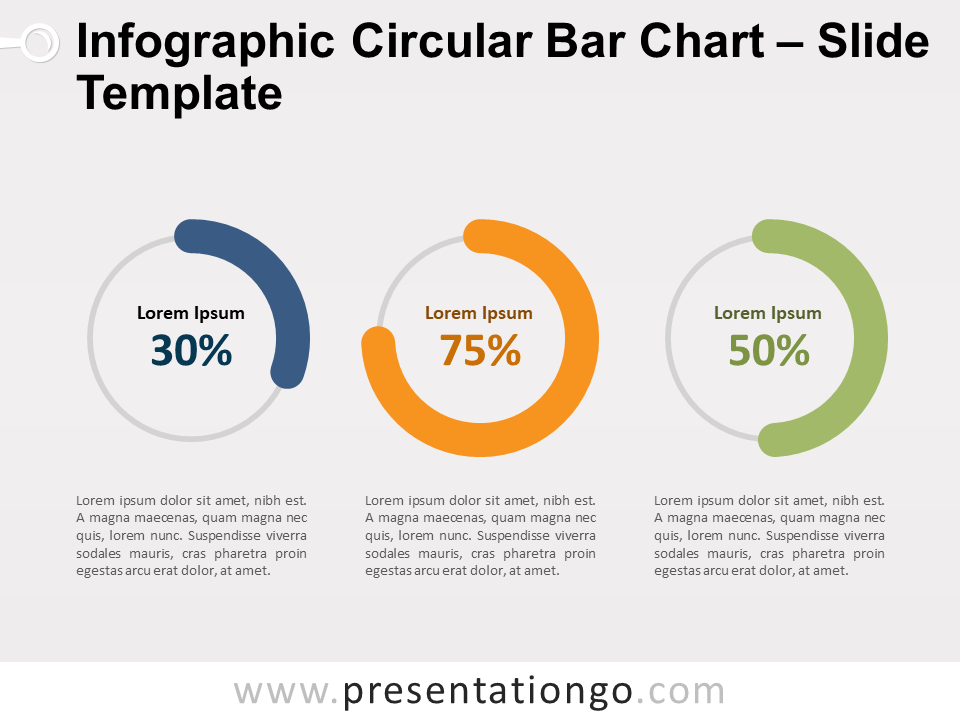 Infographic Circular Bar Chart – Slide
Template
Lorem Ipsum
30%
Lorem Ipsum
75%
Lorem Ipsum
50%
Lorem ipsum dolor sit amet, nibh est.
A magna maecenas, quam magna nec
quis, lorem nunc. Suspendisse viverra
sodales mauris, cras pharetra proin
egestas arcu erat dolor, at amet.
Lorem ipsum dolor sit amet, nibh est.
A magna maecenas, quam magna nec
quis, lorem nunc. Suspendisse viverra
sodales mauris, cras pharetra proin
egestas arcu erat dolor, at amet.
Lorem ipsum dolor sit amet, nibh est.
A magna maecenas, quam magna nec
quis, lorem nunc. Suspendisse viverra
sodales mauris, cras pharetra proin
egestas arcu erat dolor, at amet.
www.presentationgo.com